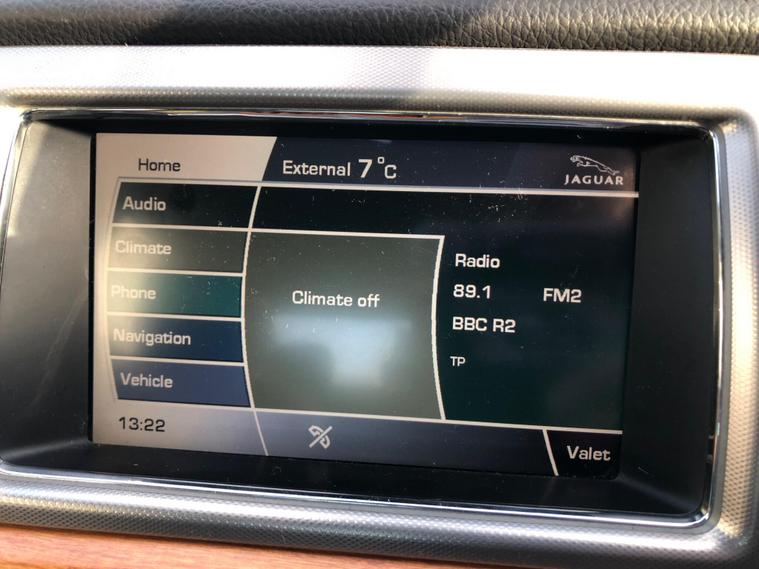 Home
External 7°C
JAGUAR
Audio
Climate
Phone
Navigation
Vehicle
Climate off
Radio
89.1 FM2
BBC R2
TP
13:22
Valet